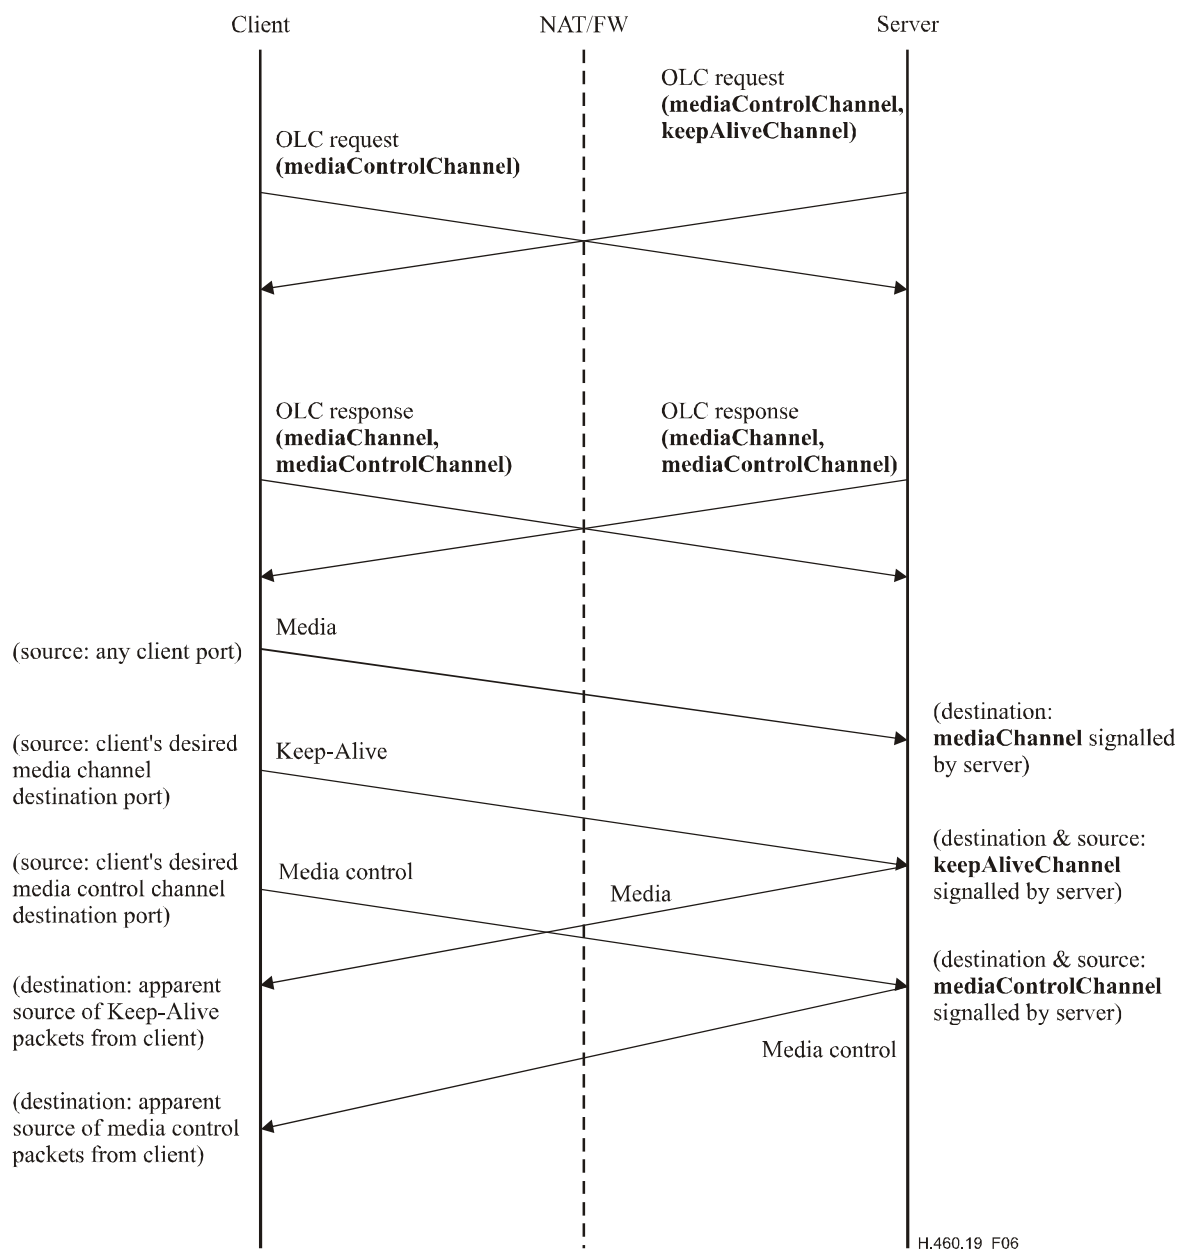 Client
NAT/FW
Server
OLC request
(mediaControlChannel,
keepAliveChannel)
OLC request
(mediaControlChannel)
OLC response
(mediaChannel,
mediaControlChannel)
OLC response
(mediaChannel,
mediaControlChannel)
Media
(source: any client port)
(destination:
mediaChannel signalled
by server)
(source: client's desired
media channel
destination port)
Keep-Alive
(destination & source:
keepAliveChannel
signalled by server)
(source: client's desired
media control channel
destination port)
Media control
Media
(destination & source:
mediaControlChannel
signalled by server)
(destination: apparent
source of Keep-Alive
packets from client)
Media control
(destination: apparent
source of media control
packets from client)
H.460.19_F06